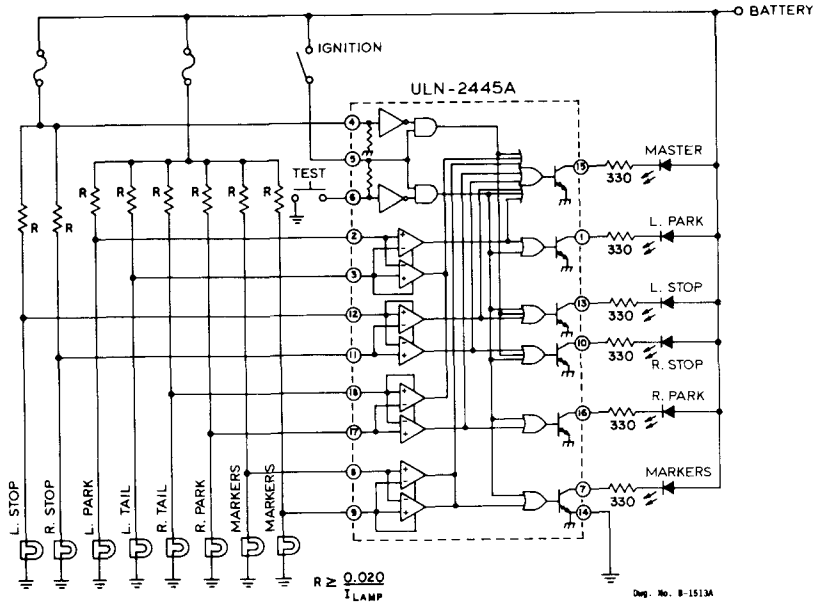 BATTERY
IGNITION
ULN-2445A
4
5
TEST
6
R R R R R R R R
2
3
12
11
18
17
8
9
15
MASTER
330
1
L. PARK
330
13
L. STOP
330
10
R. STOP
330
16
R. PARK
330
7
MARKERS
330
14
L. STOP
R. STOP
L. PARK
L. TAIL
R. TAIL
R. PARK
MARKERS
MARKERS
R ≥ 0.020
I LAMP
Dwg. No. B-1513A